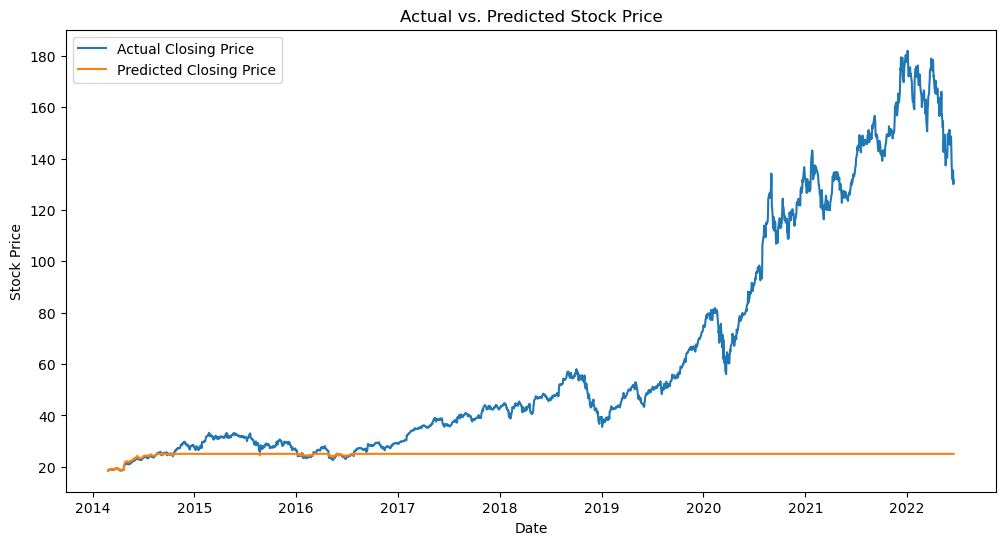 Actual vs. Predicted Stock Price
Actual Closing Price
Predicted Closing Price
180
160
140
120
100
80
60
40
20
Stock Price
2014 2015 2016 2017 2018 2019 2020 2021 2022
Date